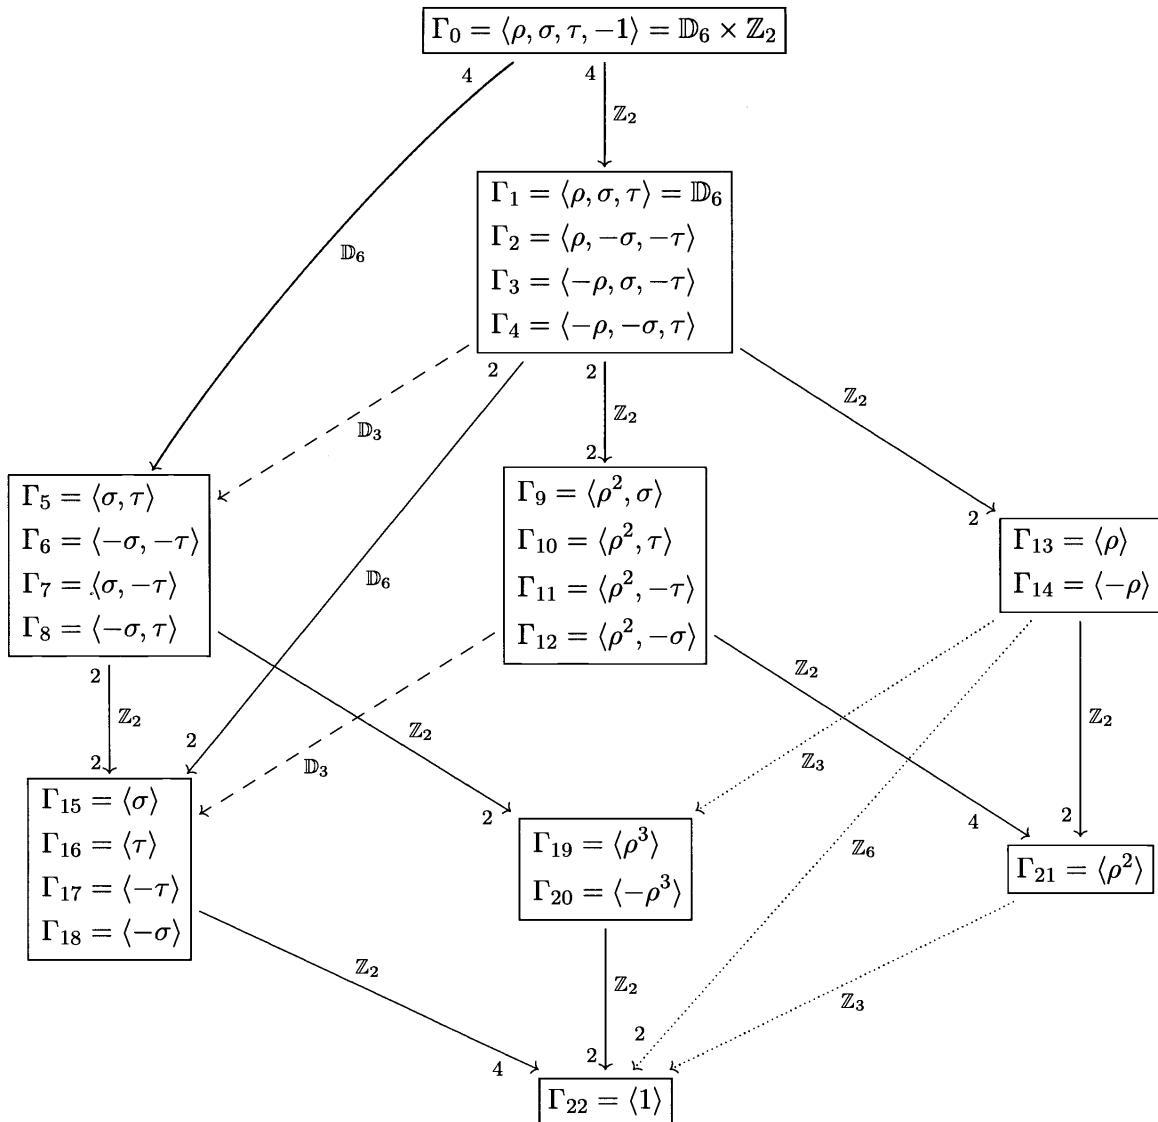 Γ₀ = ⟨ρ, σ, τ, −1⟩ = 𝔻₆ × ℤ₂
4
4
ℤ₂
Γ₁ = ⟨ρ, σ, τ⟩ = 𝔻₆
Γ₂ = ⟨ρ, −σ, −τ⟩
Γ₃ = ⟨−ρ, σ, −τ⟩
Γ₄ = ⟨−ρ, −σ, τ⟩
𝔻₆
2
2
ℤ₂
ℤ₂
𝔻₃
2
2
Γ₅ = ⟨σ, τ⟩
Γ₆ = ⟨−σ, −τ⟩
Γ₇ = ⟨σ, −τ⟩
Γ₈ = ⟨−σ, τ⟩
Γ₉ = ⟨ρ², σ⟩
Γ₁₀ = ⟨ρ², τ⟩
Γ₁₁ = ⟨ρ², −τ⟩
Γ₁₂ = ⟨ρ², −σ⟩
Γ₁₃ = ⟨ρ⟩
Γ₁₄ = ⟨−ρ⟩
𝔻₆
2
ℤ₂
2
ℤ₂
2
𝔻₃
ℤ₂
ℤ₂
ℤ₃
ℤ₆
2
4
2
Γ₁₅ = ⟨σ⟩
Γ₁₆ = ⟨τ⟩
Γ₁₇ = ⟨−τ⟩
Γ₁₈ = ⟨−σ⟩
Γ₁₉ = ⟨ρ³⟩
Γ₂₀ = ⟨−ρ³⟩
Γ₂₁ = ⟨ρ²⟩
ℤ₂
ℤ₂
ℤ₃
4
2
2
Γ₂₂ = ⟨1⟩